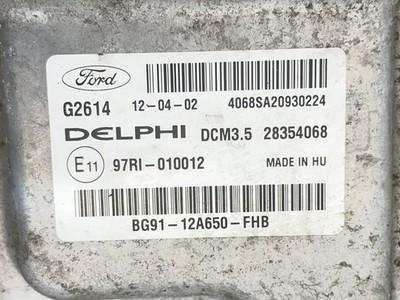 Ford
G2614 12-04-02 4068SA20930224
DELPHI DCM3.5 28354068
E11 97RI-010012 MADE IN HU
BG91-12A650-FHB